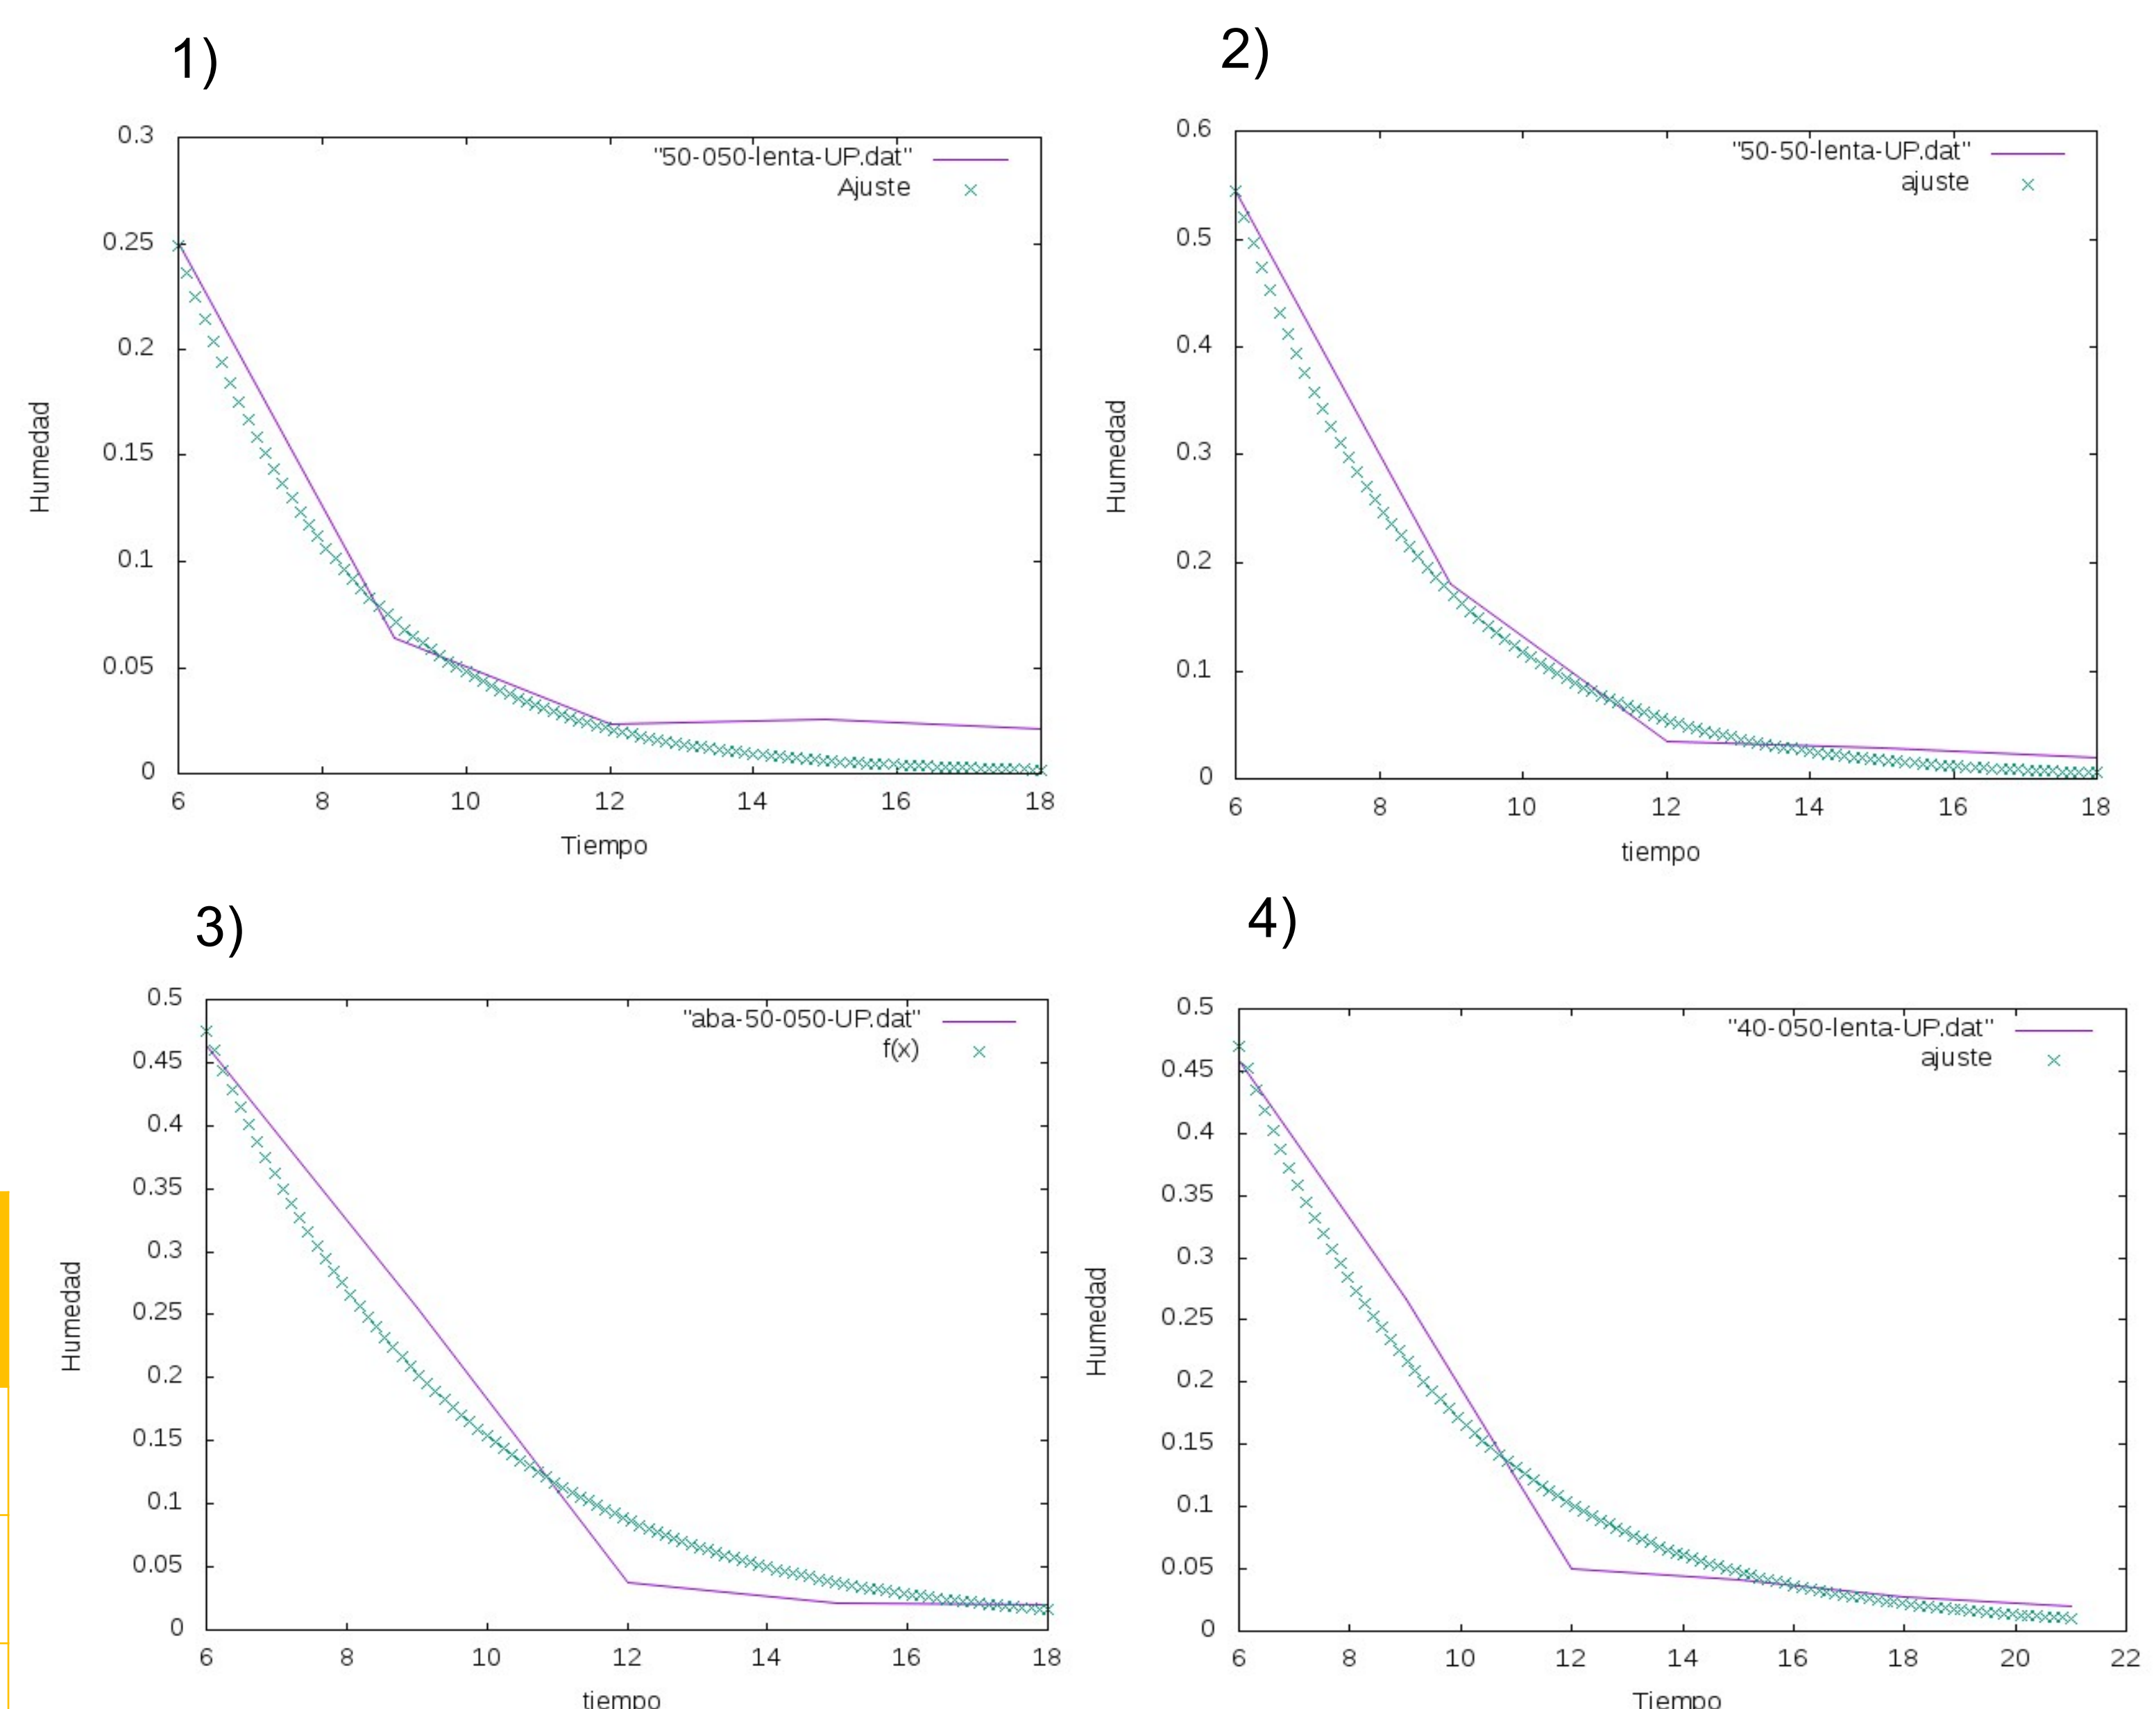 1)
0.3
"50-050-lenta-UP.dat"
Ajuste
0.25
0.2
0.15
0.1
0.05
0
Humedad
6 8 10 12 14 16 18
Tiempo
2)
0.6
"50-50-lenta-UP.dat"
ajuste
0.5
0.4
0.3
0.2
0.1
0
Humedad
6 8 10 12 14 16 18
tiempo
3)
0.5
"aba-50-050-UP.dat"
f(x)
0.45
0.4
0.35
0.3
0.25
0.2
0.15
0.1
0.05
0
Humedad
6 8 10 12 14 16 18
tiempo
4)
0.5
"40-050-lenta-UP.dat"
ajuste
0.45
0.4
0.35
0.3
0.25
0.2
0.15
0.1
0.05
0
Humedad
6 8 10 12 14 16 18 20 22
Tiempo